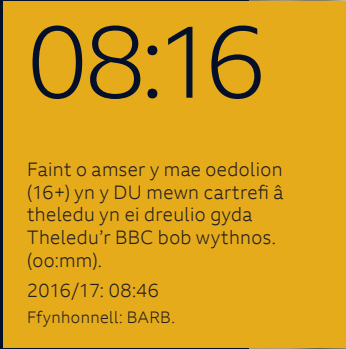 08:16
Faint o amser y mae oedolion
(16+) yn y DU mewn cartrefi â
theledu yn ei dreulio gyda
Theledu’r BBC bob wythnos.
(oo:mm).
2016/17: 08:46
Ffynhonnell: BARB.